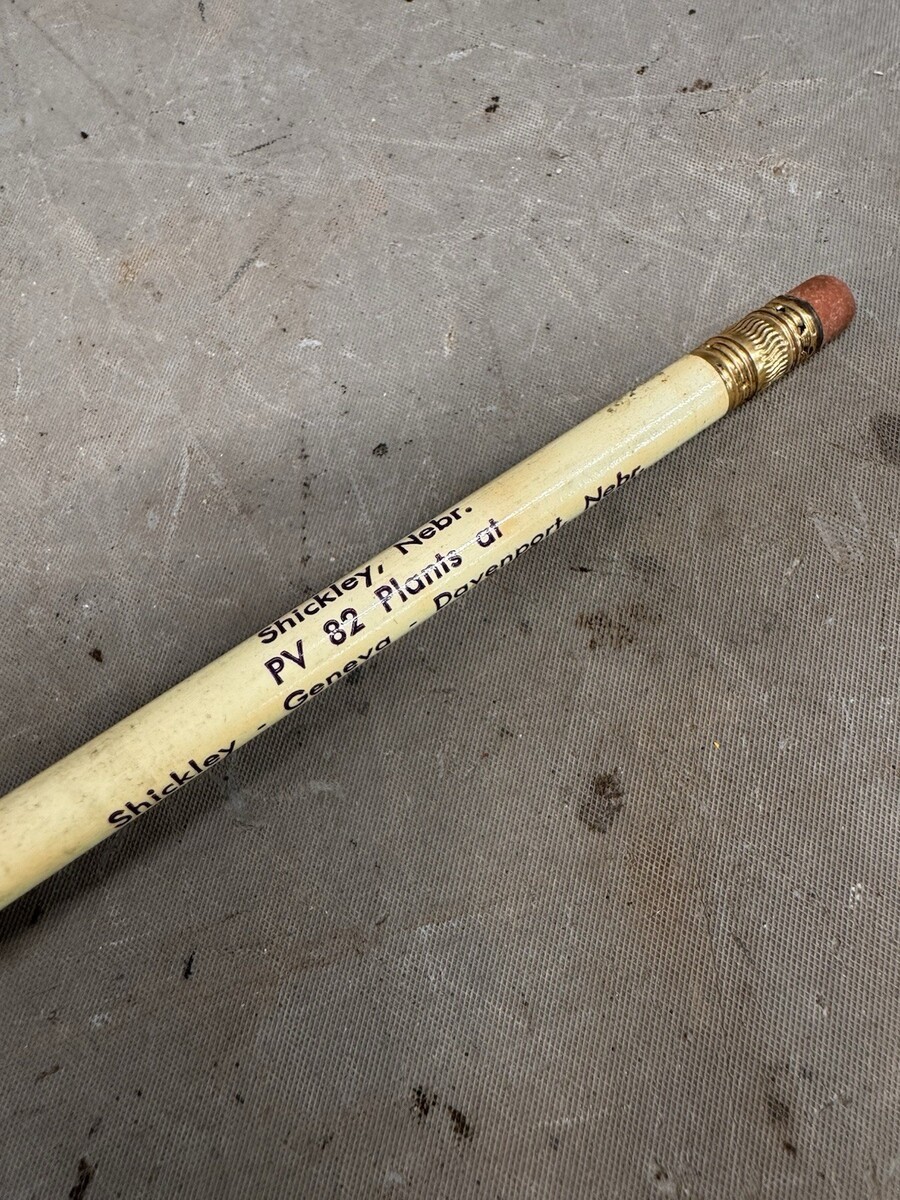 Shickley, Nebr.
PV 82 Plants at
Shickley - Geneva - Davenport, Nebr.